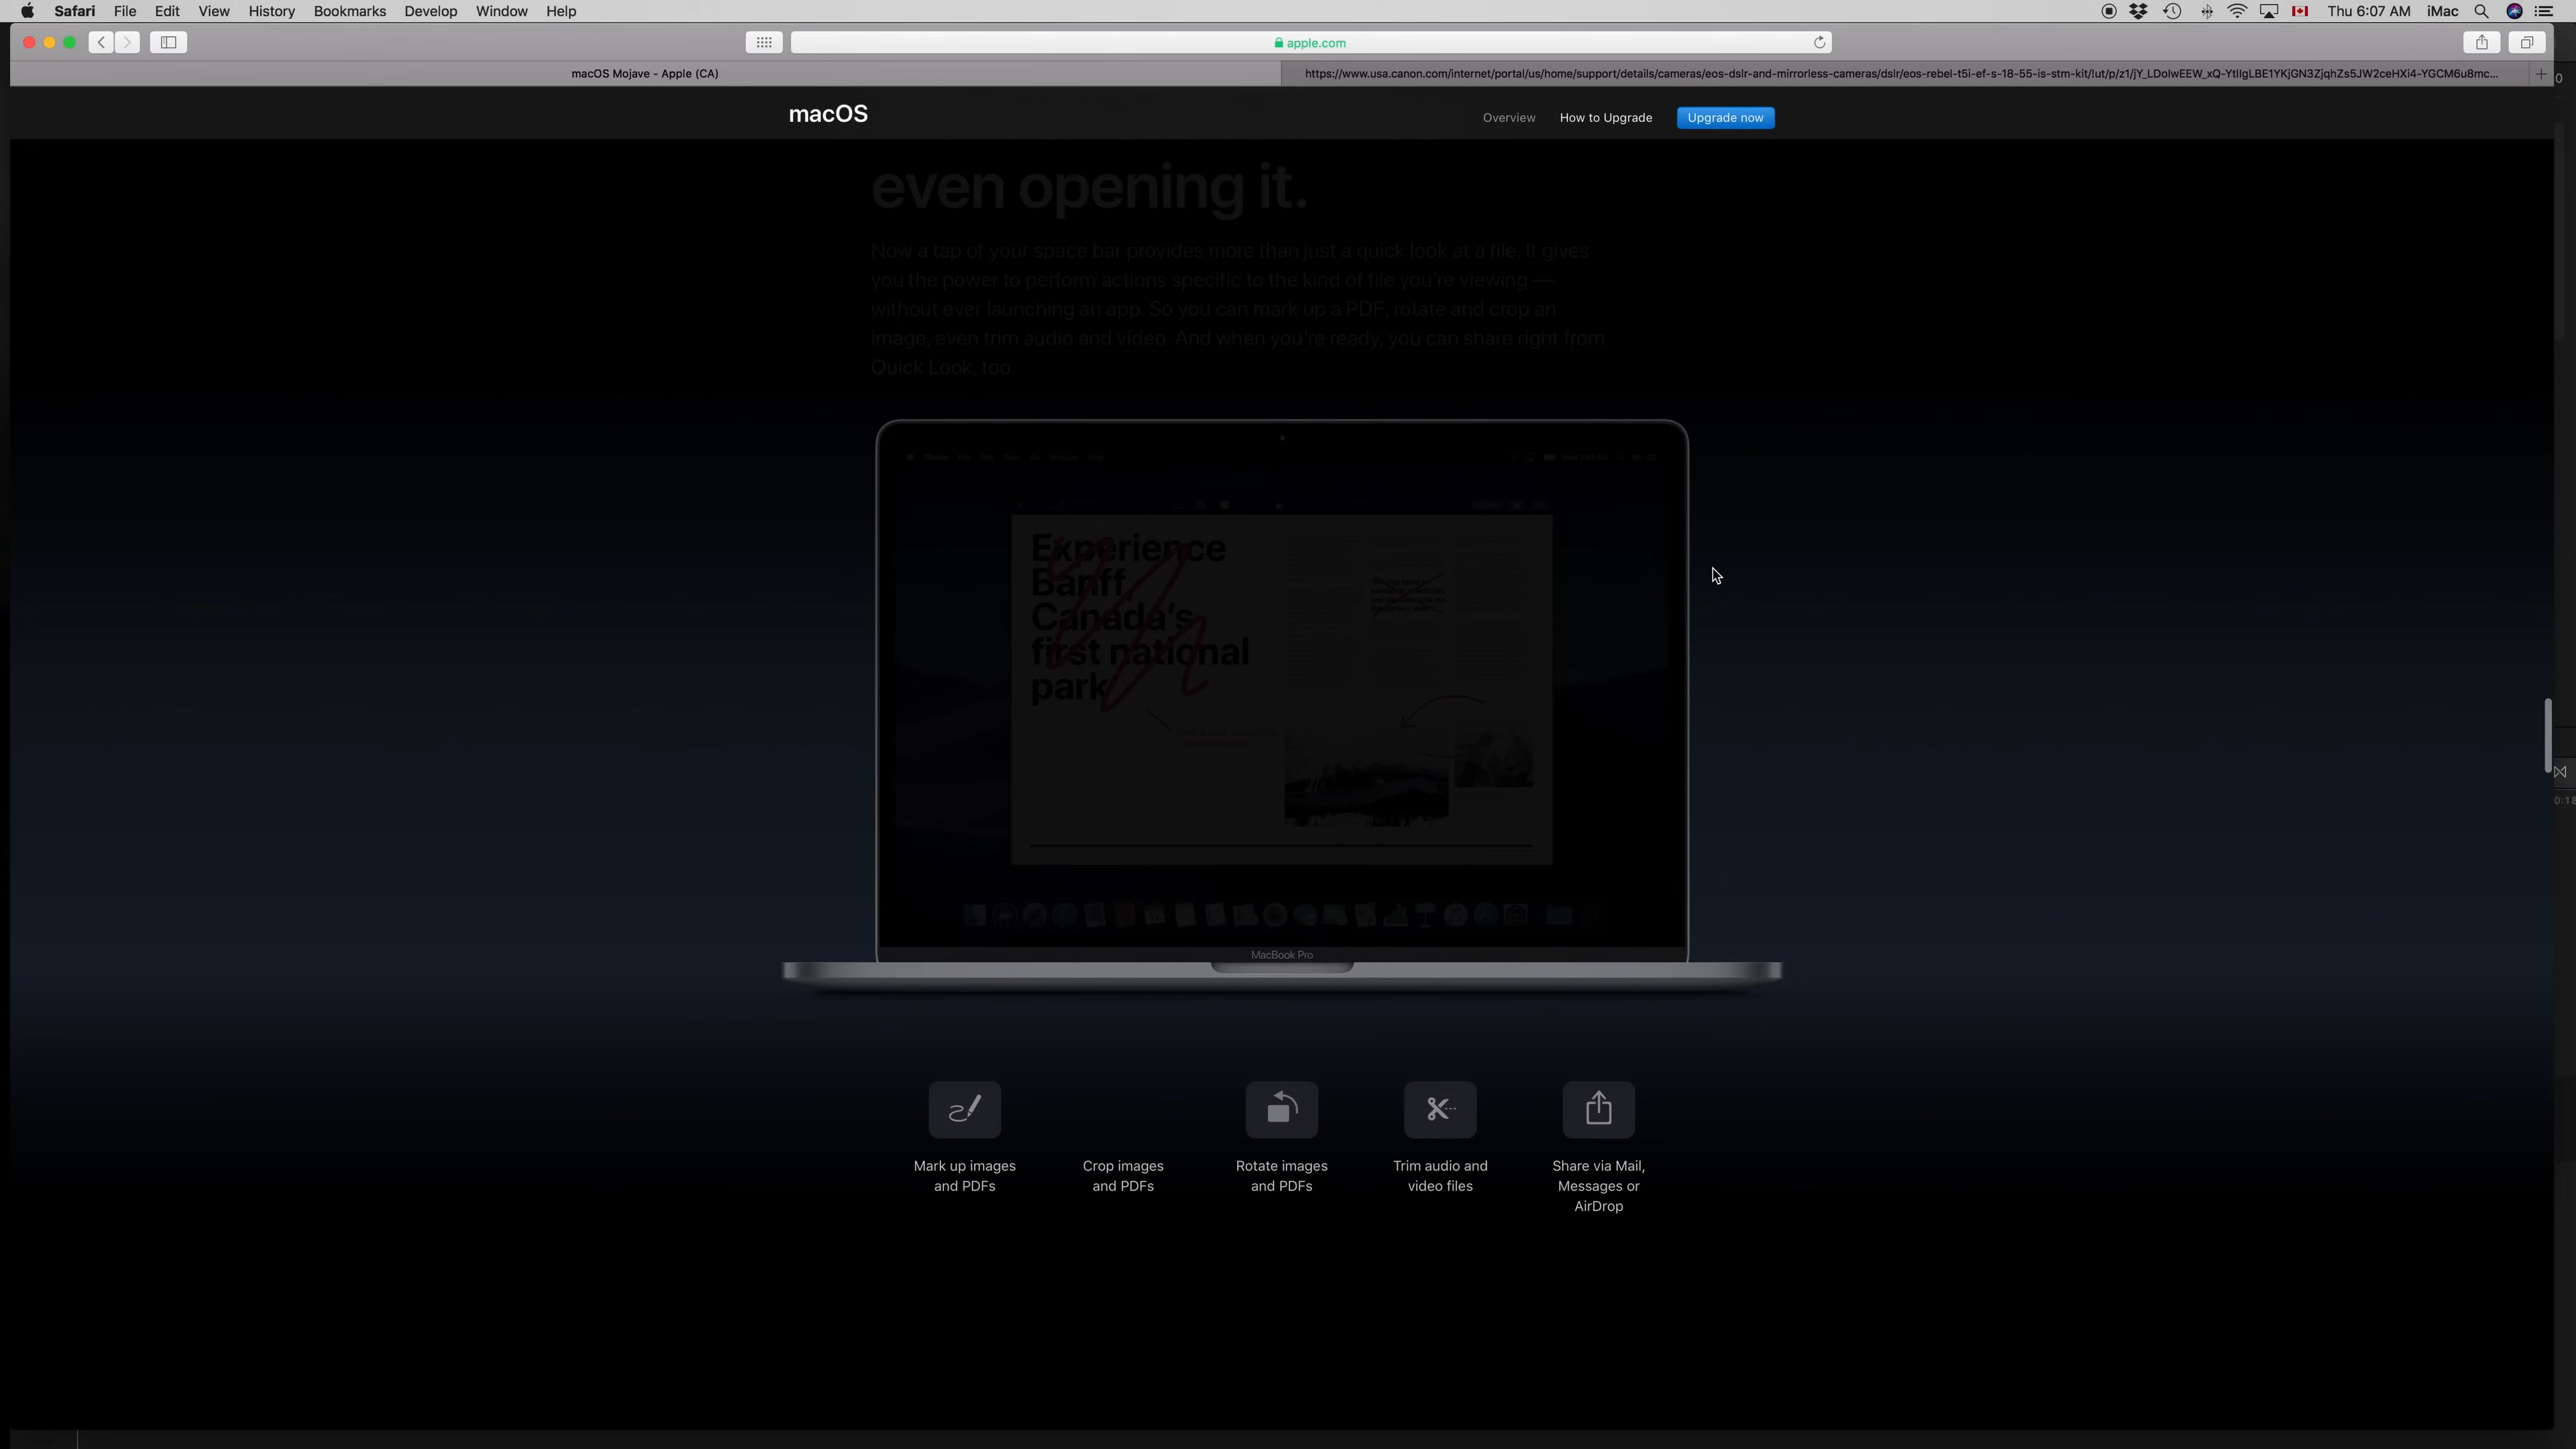 Safari File Edit View History Bookmarks Develop Window Help Thu 6:07 AM iMac
apple.com
macOS Mojave - Apple (CA)
https://www.usa.canon.com/internet/portal/us/home/support/details/cameras/eos-dslr-and-mirrorless-cameras/dslr/eos-rebel-t5i-ef-s-18-55-is-stm-kit/!ut/p/z1/
macOS
Overview How to Upgrade Upgrade now
even opening it.
Now a tap of your space bar provides more than just a quick look at a file. It gives
you the power to perform actions specific to the kind of file you're viewing —
without ever launching an app. So you can mark up a PDF, rotate and crop an
image, even trim audio and video. And when you're ready, you can share right from
Quick Look, too.
Experience
Banff,
Canada's
first national
park
MacBook Pro
Mark up images
and PDFs
Crop images
and PDFs
Rotate images
and PDFs
Trim audio and
video files
Share via Mail,
Messages or
AirDrop
0:18